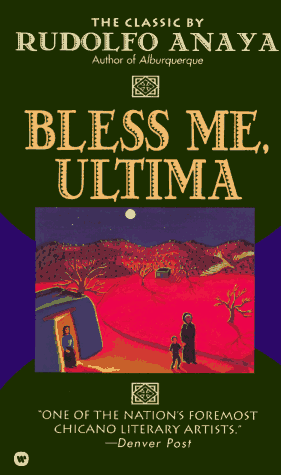 THE CLASSIC BY
RUDOLFO ANAYA
Author of Alburquerque
BLESS ME,
ULTIMA
"ONE OF THE NATION'S FOREMOST
CHICANO LITERARY ARTISTS."
—Denver Post